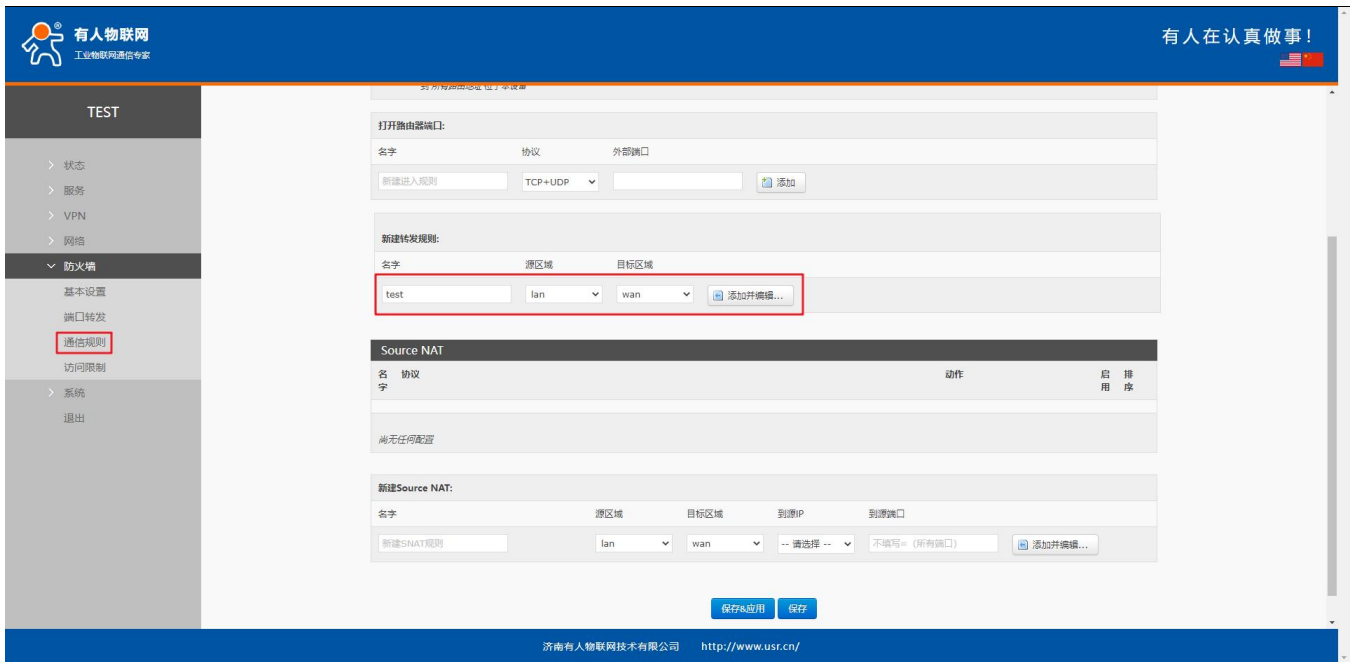 有人物联网
工业物联网通信专家
有人在认真做事!
TEST
状态
服务
VPN
网络
防火墙
基本设置
端口转发
通信规则
访问限制
系统
退出
打开路由器端口:
名字 协议 外部端口
新建进入规则 TCP+UDP 添加
新建转发规则:
名字 源区域 目标区域
test lan wan 添加并编辑...
Source NAT
名字 协议 动作 启用 排序
尚无任何配置
新建Source NAT:
名字 源区域 目标区域 到源IP 到源端口
新建SNAT规则 lan wan -- 请选择 -- 不填写=（所有端口） 添加并编辑...
保存&应用 保存
济南有人物联网技术有限公司 http://www.usr.cn/